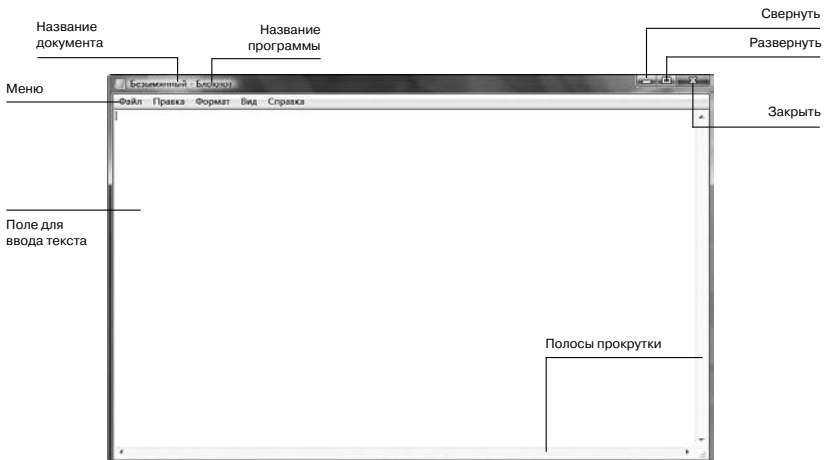 Название
документа
Название
программы
Свернуть
Развернуть
Меню
Безымянный - Блокнот
Файл Правка Формат Вид Справка
Закрыть
Поле для
ввода текста
Полосы прокрутки